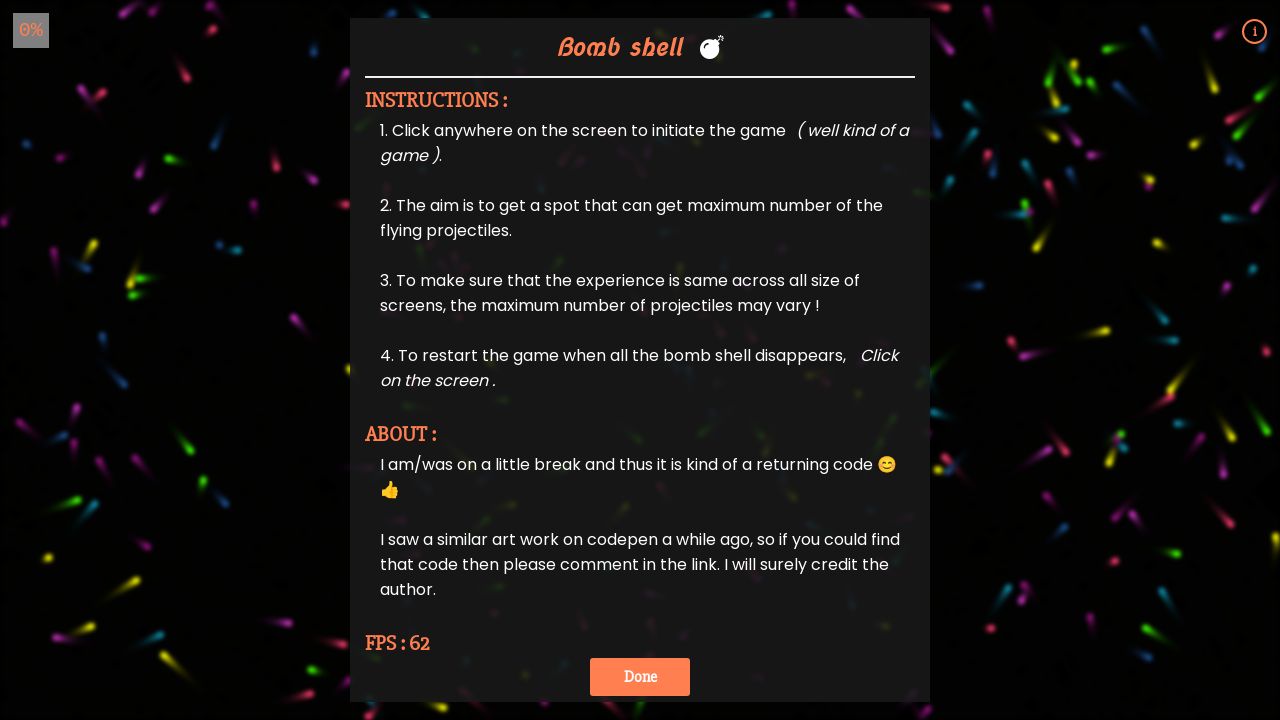 0%
i
Bomb shell 💣
INSTRUCTIONS :
1. Click anywhere on the screen to initiate the game ( well kind of a
game ).
2. The aim is to get a spot that can get maximum number of the
flying projectiles.
3. To make sure that the experience is same across all size of
screens, the maximum number of projectiles may vary !
4. To restart the game when all the bomb shell disappears, Click
on the screen .
ABOUT :
I am/was on a little break and thus it is kind of a returning code 😊
👍
I saw a similar art work on codepen a while ago, so if you could find
that code then please comment in the link. I will surely credit the
author.
FPS : 62
Done